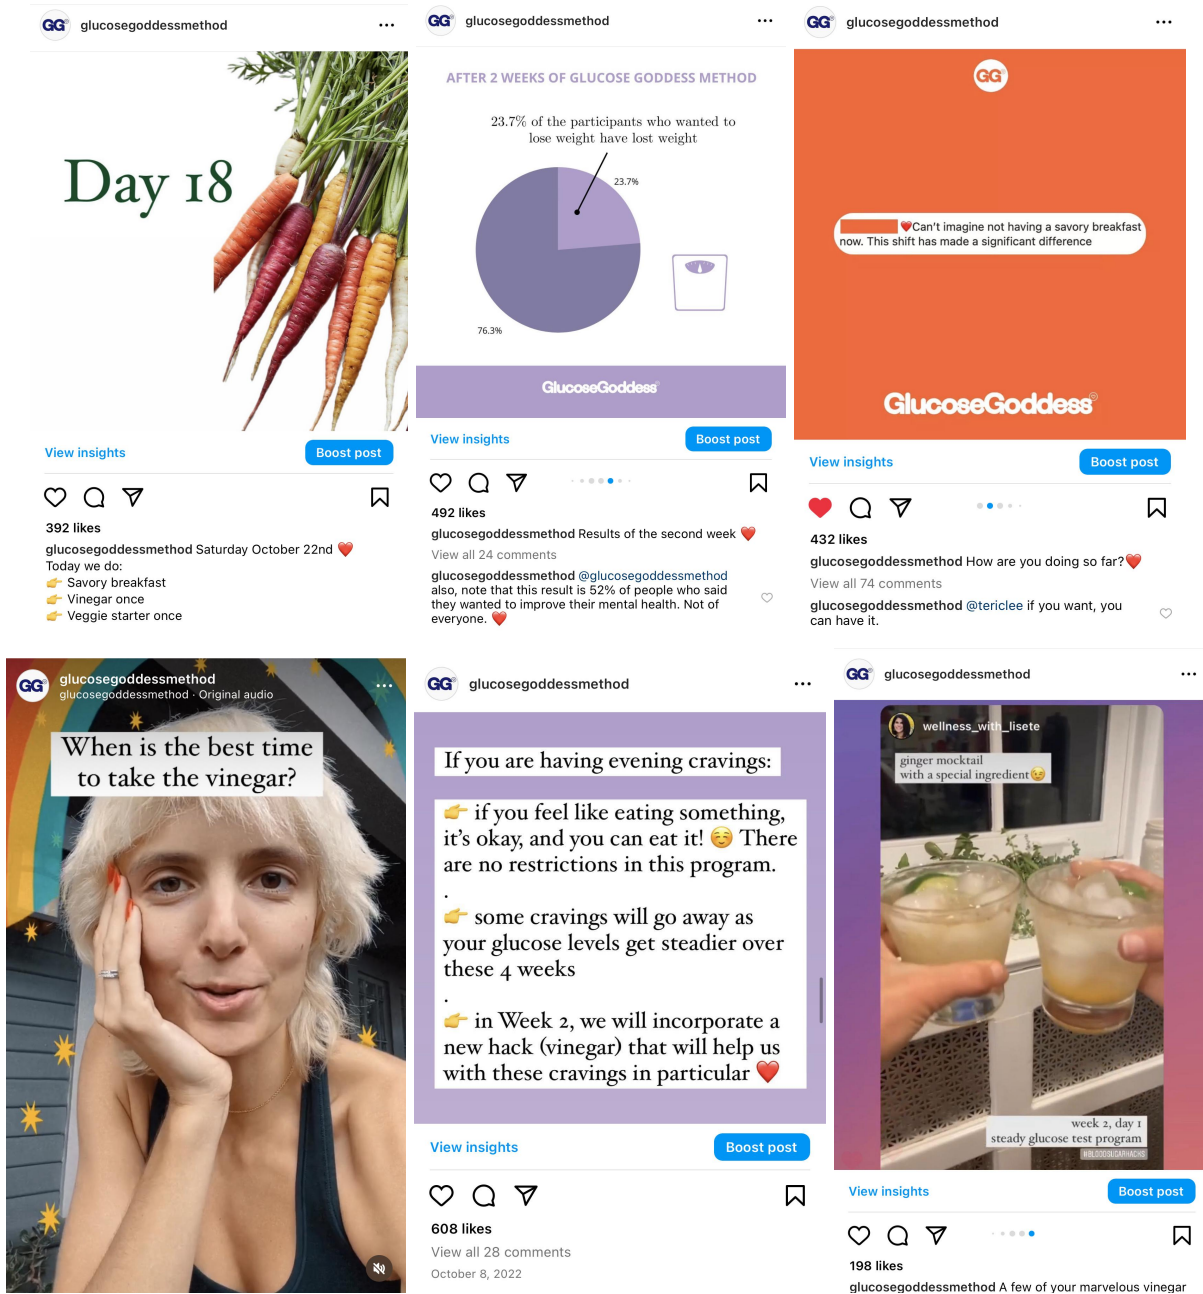 GG
glucosegoddessmethod
Day 18
View insights
Boost post
392 likes
glucosegoddessmethod Saturday October 22nd ❤️
Today we do:
👉 Savory breakfast
👉 Vinegar once
👉 Veggie starter once
GG
glucosegoddessmethod
AFTER 2 WEEKS OF GLUCOSE GODDESS METHOD
23.7% of the participants who wanted to
lose weight have lost weight
23.7%
76.3%
GlucoseGoddess®
View insights
Boost post
492 likes
glucosegoddessmethod Results of the second week ❤️
View all 24 comments
glucosegoddessmethod @glucosegoddessmethod
also, note that this result is 52% of people who said
they wanted to improve their mental health. Not of
everyone. ❤️
GG
glucosegoddessmethod
GG
❤️Can't imagine not having a savory breakfast
now. This shift has made a significant difference
GlucoseGoddess®
View insights
Boost post
432 likes
glucosegoddessmethod How are you doing so far?❤️
View all 74 comments
glucosegoddessmethod @tericlee if you want, you
can have it.
GG
glucosegoddessmethod
glucosegoddessmethod · Original audio
When is the best time
to take the vinegar?
GG
glucosegoddessmethod
If you are having evening cravings:
👉 if you feel like eating something,
it's okay, and you can eat it! ☺️ There
are no restrictions in this program.
.
👉 some cravings will go away as
your glucose levels get steadier over
these 4 weeks
.
👉 in Week 2, we will incorporate a
new hack (vinegar) that will help us
with these cravings in particular ❤️
View insights
Boost post
608 likes
View all 28 comments
October 8, 2022
GG
glucosegoddessmethod
wellness_with_lisete
ginger mocktail
with a special ingredient😉
week 2, day 1
steady glucose test program
#BLOODSUGARHACKS
View insights
Boost post
198 likes
glucosegoddessmethod A few of your marvelous vinegar